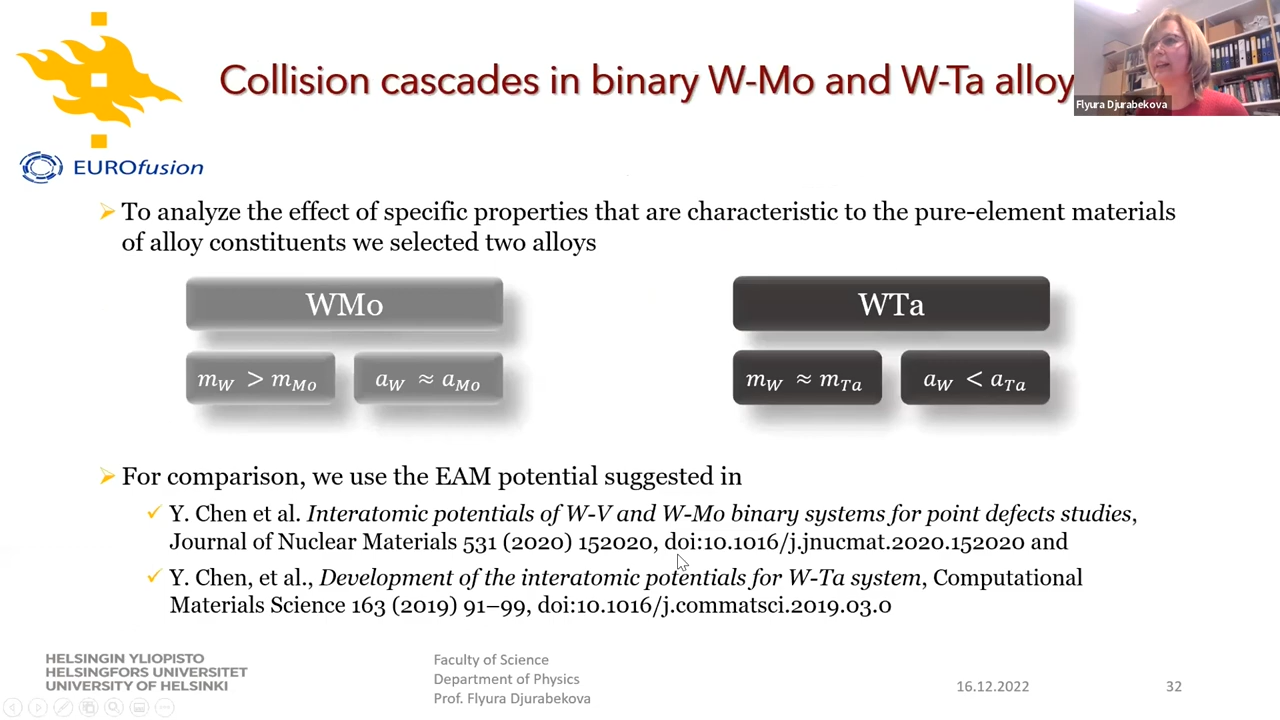 Collision cascades in binary W-Mo and W-Ta alloy
Flyura Djurabekova
EUROfusion
To analyze the effect of specific properties that are characteristic to the pure-element materials
of alloy constituents we selected two alloys
WMo
WTa
m_W > m_Mo
a_W ≈ a_Mo
m_W ≈ m_Ta
a_W < a_Ta
For comparison, we use the EAM potential suggested in
Y. Chen et al. Interatomic potentials of W-V and W-Mo binary systems for point defects studies,
Journal of Nuclear Materials 531 (2020) 152020, doi:10.1016/j.jnucmat.2020.152020 and
Y. Chen, et al., Development of the interatomic potentials for W-Ta system, Computational
Materials Science 163 (2019) 91–99, doi:10.1016/j.commatsci.2019.03.0
HELSINGIN YLIOPISTO
HELSINGFORS UNIVERSITET
UNIVERSITY OF HELSINKI
Faculty of Science
Department of Physics
Prof. Flyura Djurabekova
16.12.2022
32